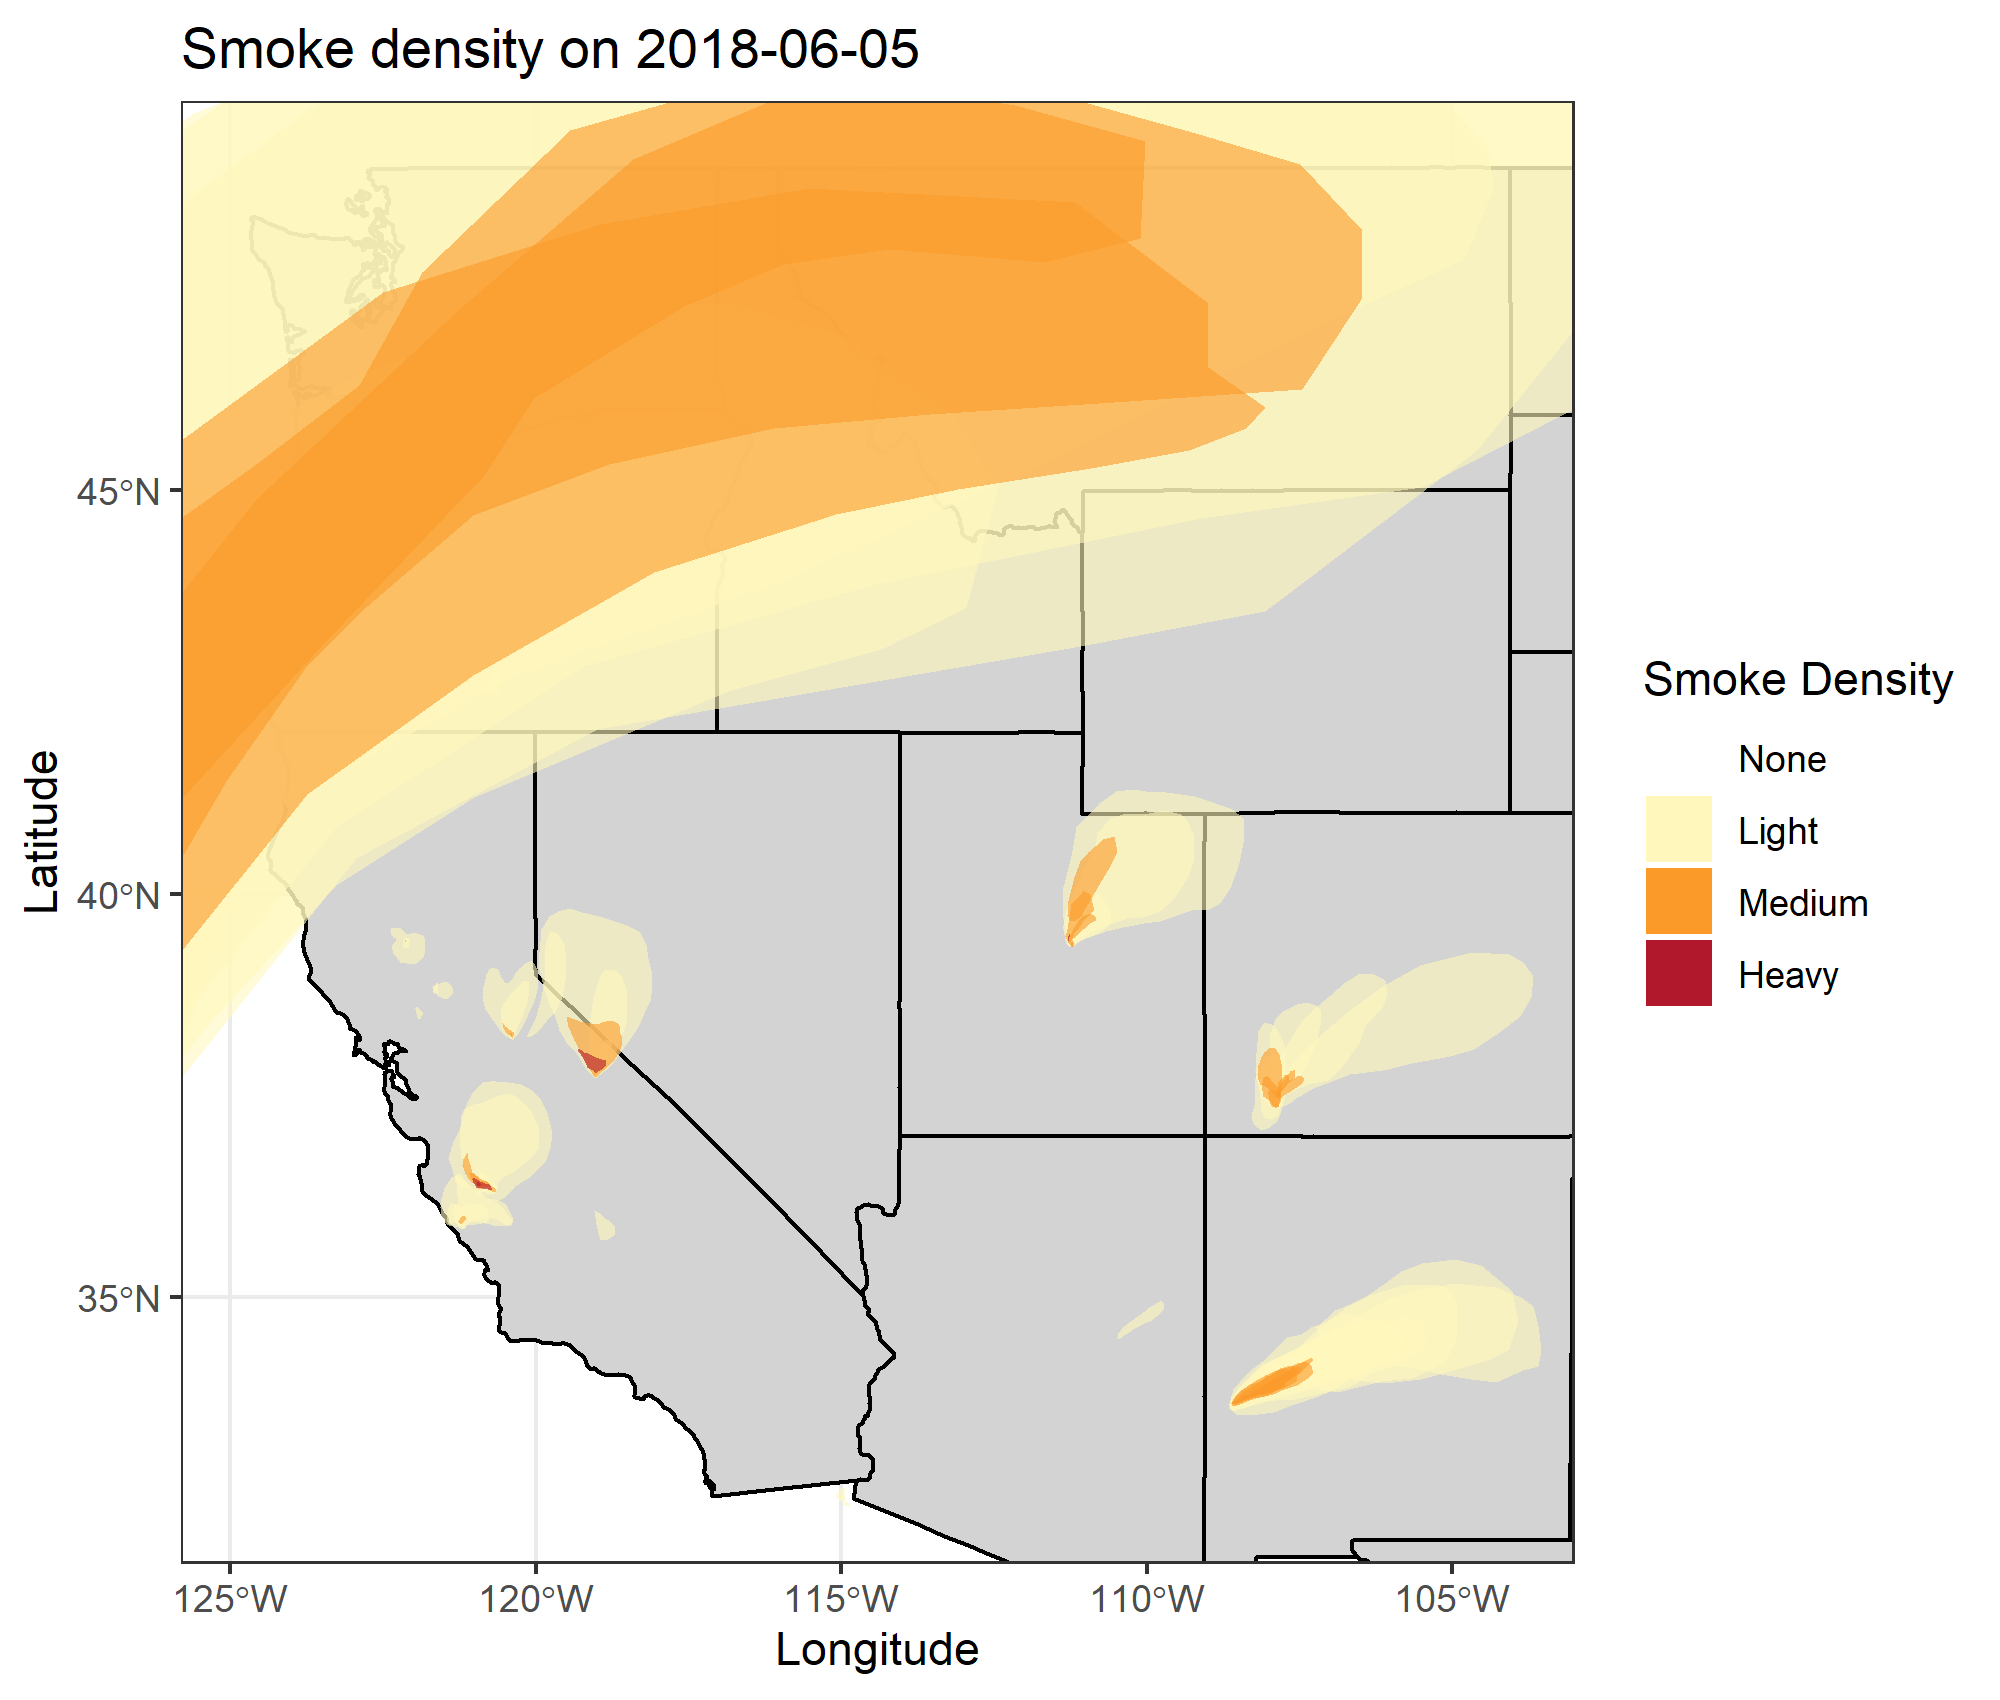 Smoke density on 2018-06-05
45°N
40°N
35°N
Latitude
125°W 120°W 115°W 110°W 105°W
Longitude
Smoke Density
None
Light
Medium
Heavy